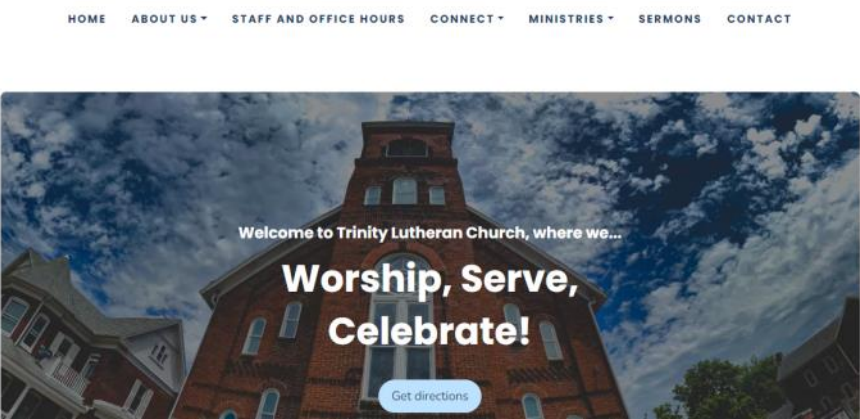 HOME ABOUT US STAFF AND OFFICE HOURS CONNECT MINISTRIES SERMONS CONTACT
Welcome to Trinity Lutheran Church, where we...
Worship, Serve,
Celebrate!
Get directions